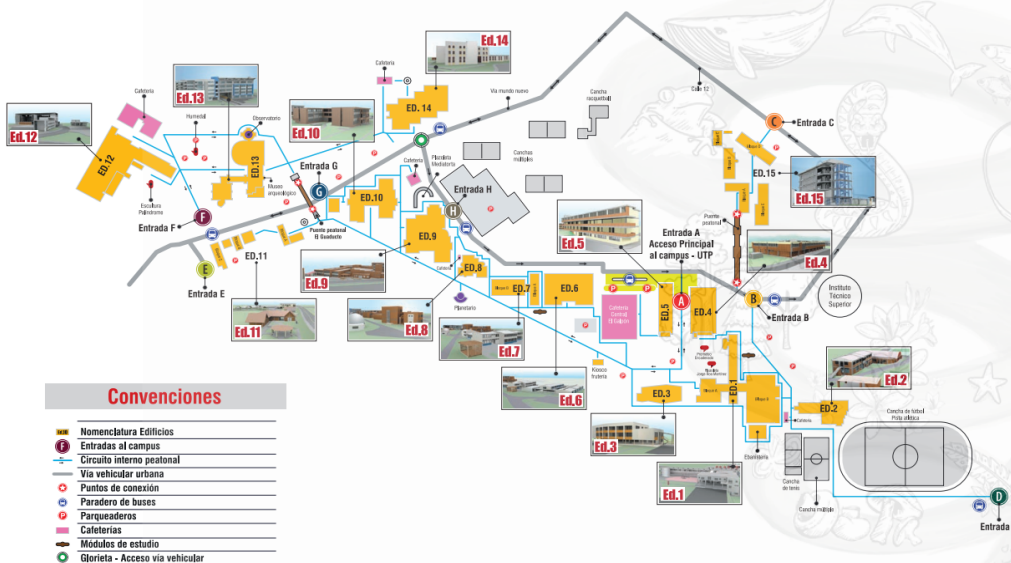 Ed.14
Cafetería
Ed.13
Cancha
racquetball
Calle 12
Cafetería
ED. 14
Vía mundo nuevo
Ed.12
Humedal
Ed.10
C
Entrada C
Observatorio
Cancha
múltiples
ED.12
ED.13
Entrada G
Cafetería
Planilera
ED.15
Ed.15
Museo
arqueológico
G
ED.10
Entrada H
Escultura
Palíndroma
F
Entrada F
Puente peatonal
El Guaducto
H
Ed.5
Entrada A
Acceso Principal
al campus - UTP
Puente
peatonal
Ed.4
ED.9
ED.11
E
Entrada E
Ed.9
ED.8
Planetario
ED.7
ED.6
Cafetería
Central
El Galpón
ED.5
A
ED.4
B
Entrada B
Instituto
Técnico
Superior
Ed.11
Ed.8
Ed.7
Kiosco
frutería
Ed.6
ED.3
ED.1
Bloque A
ED.2
Ed.2
Cafetería
Cancha de fútbol
Pista atlética
Ed.3
Ebanistería
Cancha
de tenis
Cancha múltiple
Ed.1
D
Entrada
Convenciones
Nomenclatura Edificios
F
Entradas al campus
Circuito interno peatonal
Vía vehicular urbana
Puntos de conexión
Paradero de buses
P
Parqueaderos
Cafeterías
Módulos de estudio
Glorieta - Acceso vía vehicular